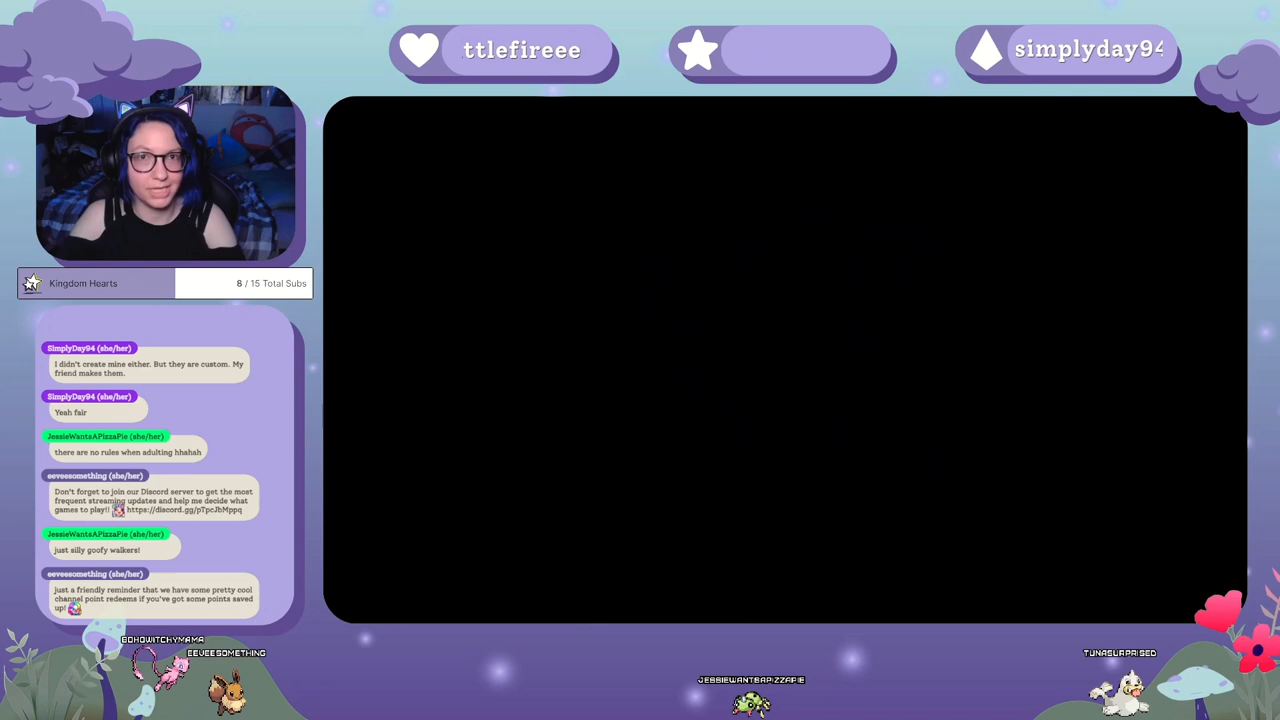 ttlefireee
simplyday94
Kingdom Hearts
8 / 15 Total Subs
SimplyDay94 (she/her)
I didn't create mine either. But they are custom. My
friend makes them.
SimplyDay94 (she/her)
Yeah fair
JessieWantsAPizzaPie (she/her)
there are no rules when adulting hhahah
eeveesomething (she/her)
Don't forget to join our Discord server to get the most
frequent streaming updates and help me decide what
games to play!! https://discord.gg/pTpcJbMppq
JessieWantsAPizzaPie (she/her)
just silly goofy walkers!
eeveesomething (she/her)
just a friendly reminder that we have some pretty cool
channel point redeems if you've got some points saved
up!
BOHOWITCHYMAMA
EEVEESOMETHING
JESSIEWANTSAPIZZAPIE
TUNASURPRISED